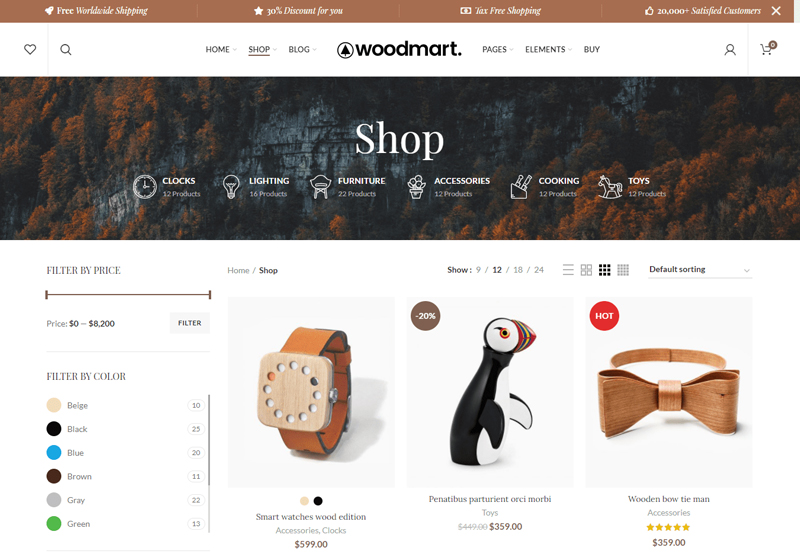 Free Worldwide Shipping
30% Discount for you
Tax Free Shopping
20,000+ Satisfied Customers
HOME
SHOP
BLOG
woodmart.
PAGES
ELEMENTS
BUY
0
Shop
CLOCKS
12 Products
LIGHTING
16 Products
FURNITURE
22 Products
ACCESSORIES
12 Products
COOKING
12 Products
TOYS
12 Products
FILTER BY PRICE
Price: $0 — $8,200
FILTER
FILTER BY COLOR
Beige 10
Black 25
Blue 20
Brown 11
Gray 22
Green 13
Home / Shop
Show : 9 / 12 / 18 / 24
Default sorting
Smart watches wood edition
Accessories, Clocks
$599.00
-20%
Penatibus parturient orci morbi
Toys
$449.00 $359.00
HOT
Wooden bow tie man
Accessories
$359.00